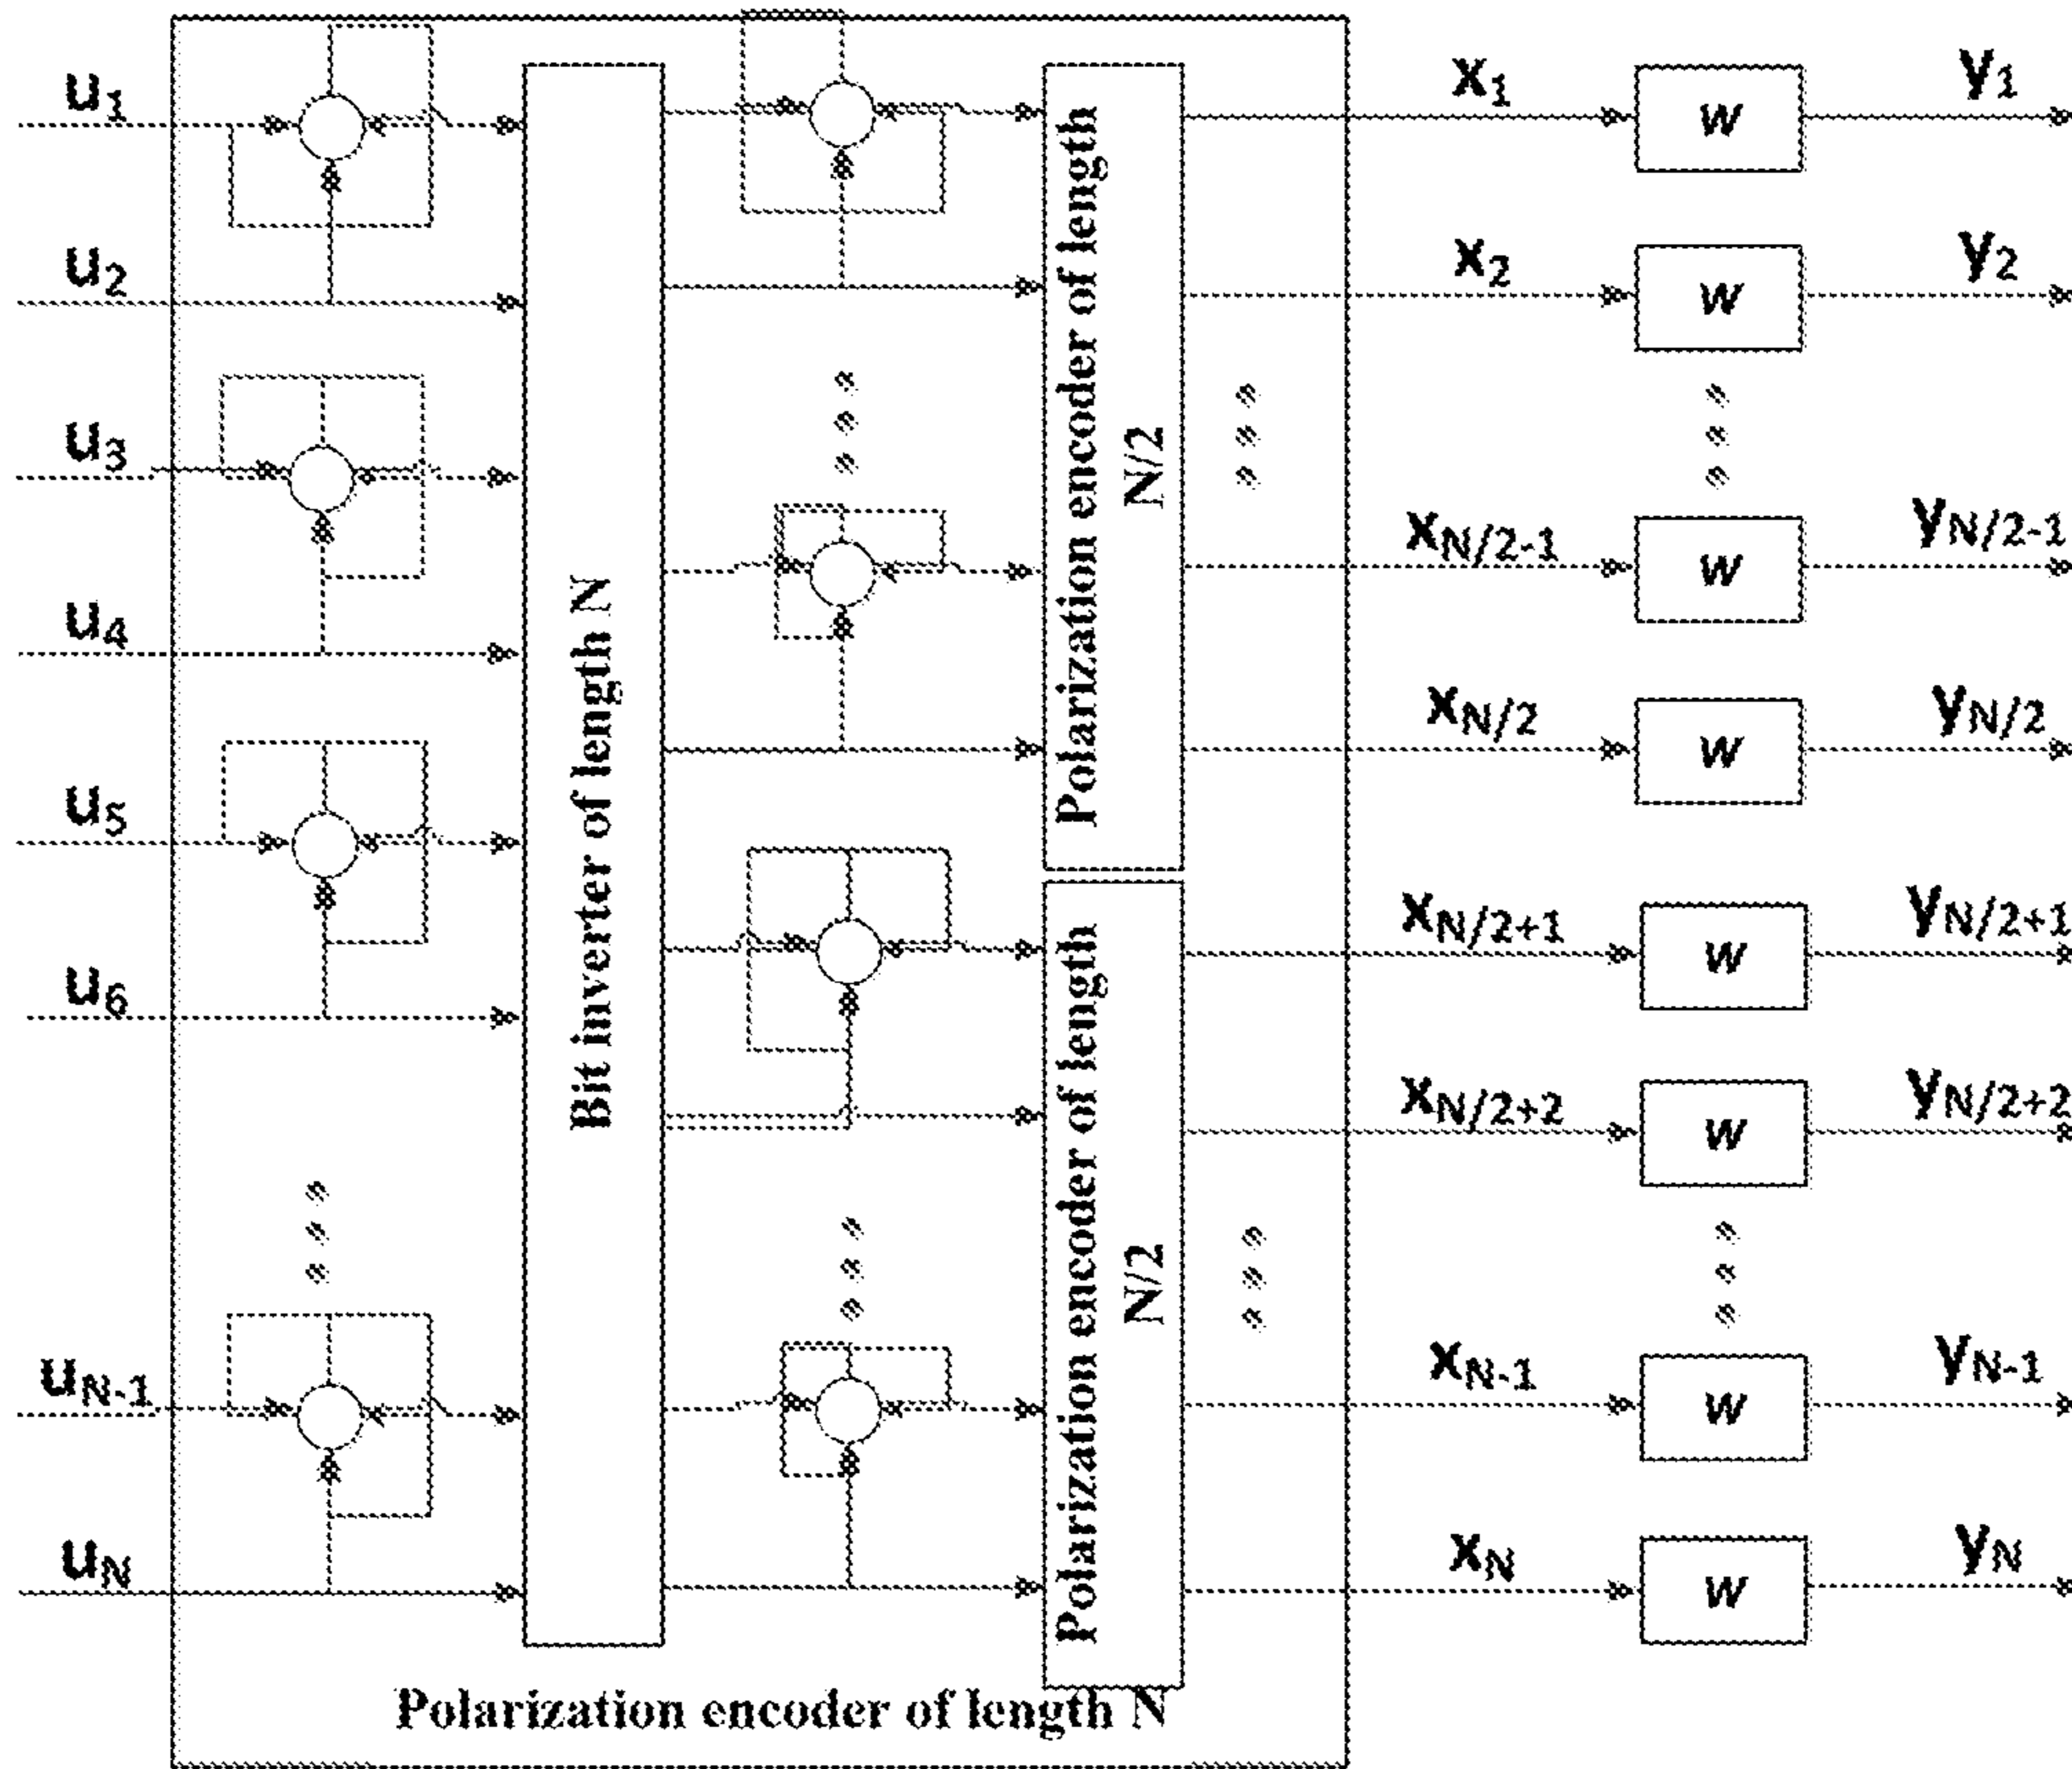 u1
x1
w
y1
u2
x2
w
y2
u3
xN/2-1
w
yN/2-1
u4
xN/2
w
yN/2
u5
xN/2+1
w
yN/2+1
u6
xN/2+2
w
yN/2+2
uN-1
xN-1
w
yN-1
uN
xN
w
yN
Bit inverter of length N
Polarization encoder of length
N/2
Polarization encoder of length
N/2
Polarization encoder of length N